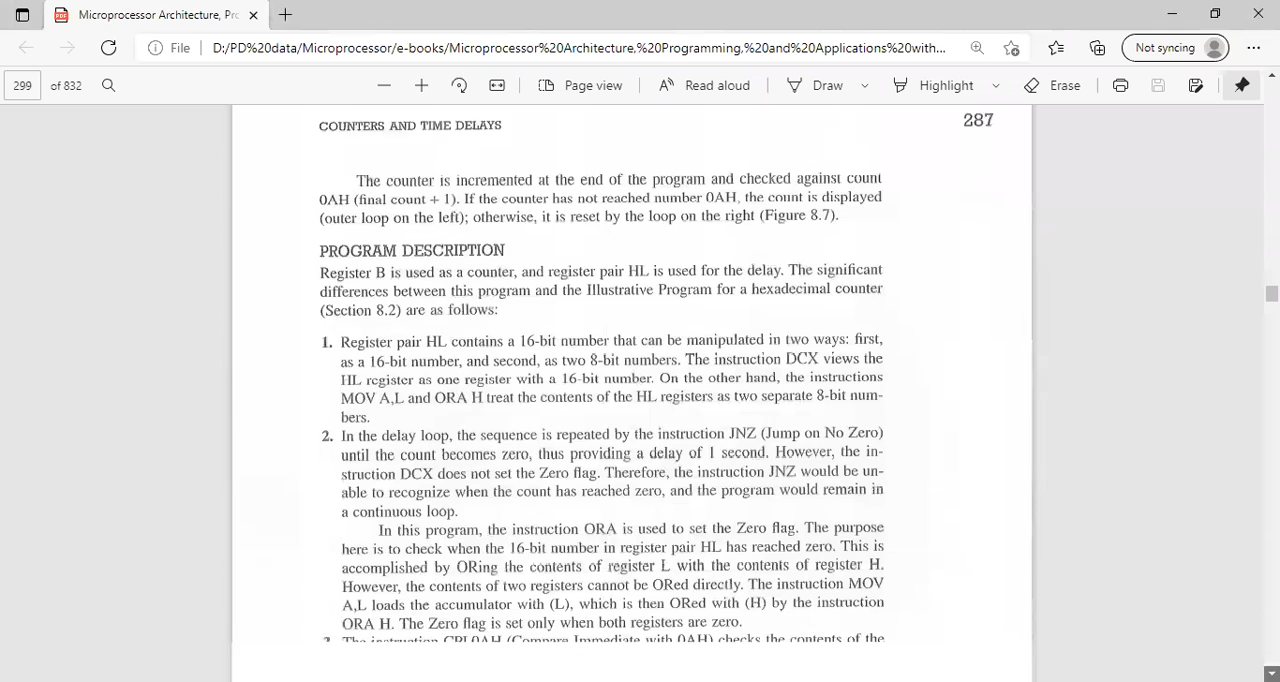 Microprocessor Architecture, Pro
File
D:/PD%20data/Microprocessor/e-books/Microprocessor%20Architecture,%20Programming,%20and%20Applications%20with...
Not syncing
299 of 832
Page view
Read aloud
Draw
Highlight
Erase
COUNTERS AND TIME DELAYS
287
The counter is incremented at the end of the program and checked against count
0AH (final count + 1). If the counter has not reached number 0AH, the count is displayed
(outer loop on the left); otherwise, it is reset by the loop on the right (Figure 8.7).
PROGRAM DESCRIPTION
Register B is used as a counter, and register pair HL is used for the delay. The significant
differences between this program and the Illustrative Program for a hexadecimal counter
(Section 8.2) are as follows:
1. Register pair HL contains a 16-bit number that can be manipulated in two ways: first,
as a 16-bit number, and second, as two 8-bit numbers. The instruction DCX views the
HL register as one register with a 16-bit number. On the other hand, the instructions
MOV A,L and ORA H treat the contents of the HL registers as two separate 8-bit num-
bers.
2. In the delay loop, the sequence is repeated by the instruction JNZ (Jump on No Zero)
until the count becomes zero, thus providing a delay of 1 second. However, the in-
struction DCX does not set the Zero flag. Therefore, the instruction JNZ would be un-
able to recognize when the count has reached zero, and the program would remain in
a continuous loop.
In this program, the instruction ORA is used to set the Zero flag. The purpose
here is to check when the 16-bit number in register pair HL has reached zero. This is
accomplished by ORing the contents of register L with the contents of register H.
However, the contents of two registers cannot be ORed directly. The instruction MOV
A,L loads the accumulator with (L), which is then ORed with (H) by the instruction
ORA H. The Zero flag is set only when both registers are zero.
The instruction CPI 0AH (Compare Immediate with 0AH) checks the contents of the